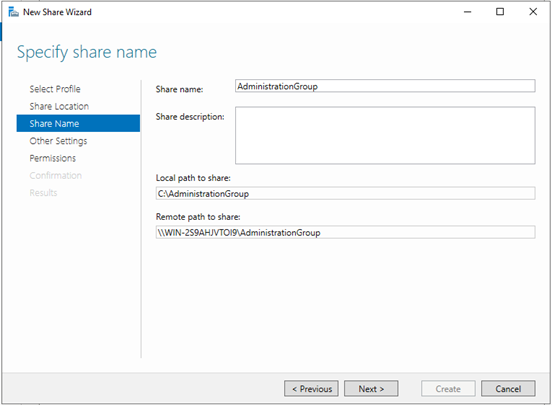 New Share Wizard
Specify share name
Select Profile
Share Location
Share Name
Other Settings
Permissions
Confirmation
Results
Share name:
AdministrationGroup
Share description:
Local path to share:
C:\AdministrationGroup
Remote path to share:
\\WIN-2S9AHJVTOI9\AdministrationGroup
< Previous
Next >
Create
Cancel